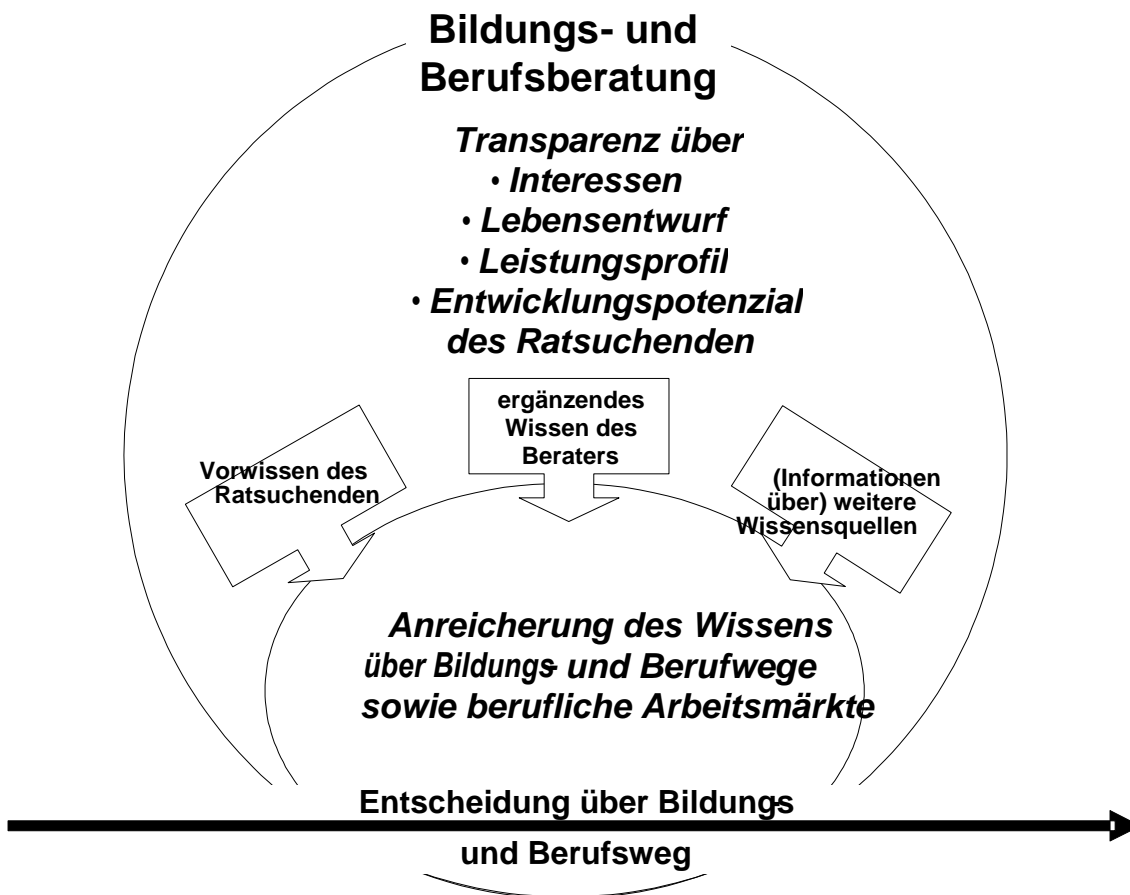 Bildungs- und
Berufsberatung
Transparenz über
• Interessen
• Lebensentwurf
• Leistungsprofil
• Entwicklungspotenzial
des Ratsuchenden
ergänzendes
Wissen des
Beraters
Vorwissen des
Ratsuchenden
(Informationen
über) weitere
Wissensquellen
Anreicherung des Wissens
über Bildungs- und Berufwege
sowie berufliche Arbeitsmärkte
Entscheidung über Bildungs-
und Berufsweg